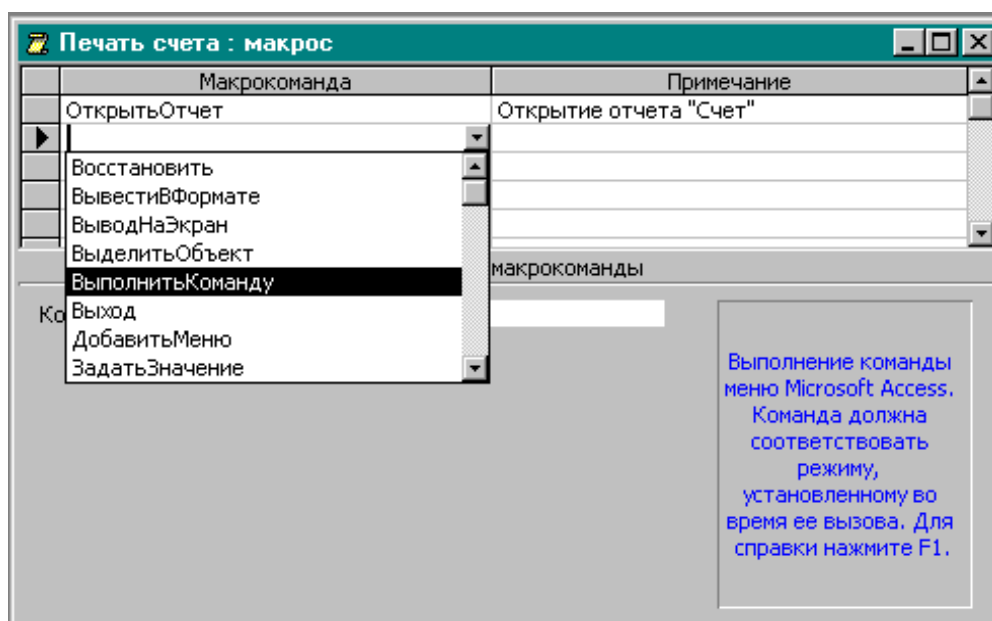 Печать счета : макрос
Макрокоманда Примечание
ОткрытьОтчет Открытие отчета "Счет"
Восстановить
ВывестиВФормате
ВыводНаЭкран
ВыделитьОбъект
ВыполнитьКоманду
макрокоманды
Ко
Выход
ДобавитьМеню
ЗадатьЗначение
Выполнение команды
меню Microsoft Access.
Команда должна
соответствовать
режиму,
установленному во
время ее вызова. Для
справки нажмите F1.